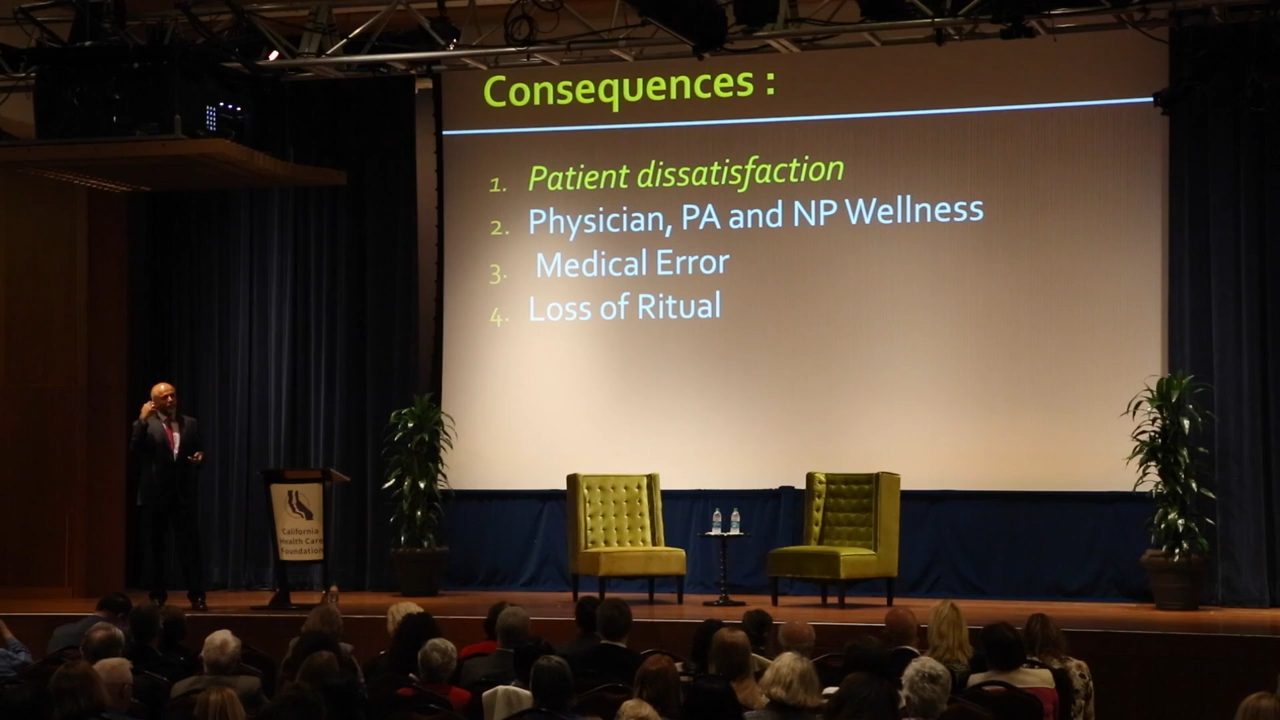 Consequences :
1. Patient dissatisfaction
2. Physician, PA and NP Wellness
3. Medical Error
4. Loss of Ritual
California
Health Care
Foundation